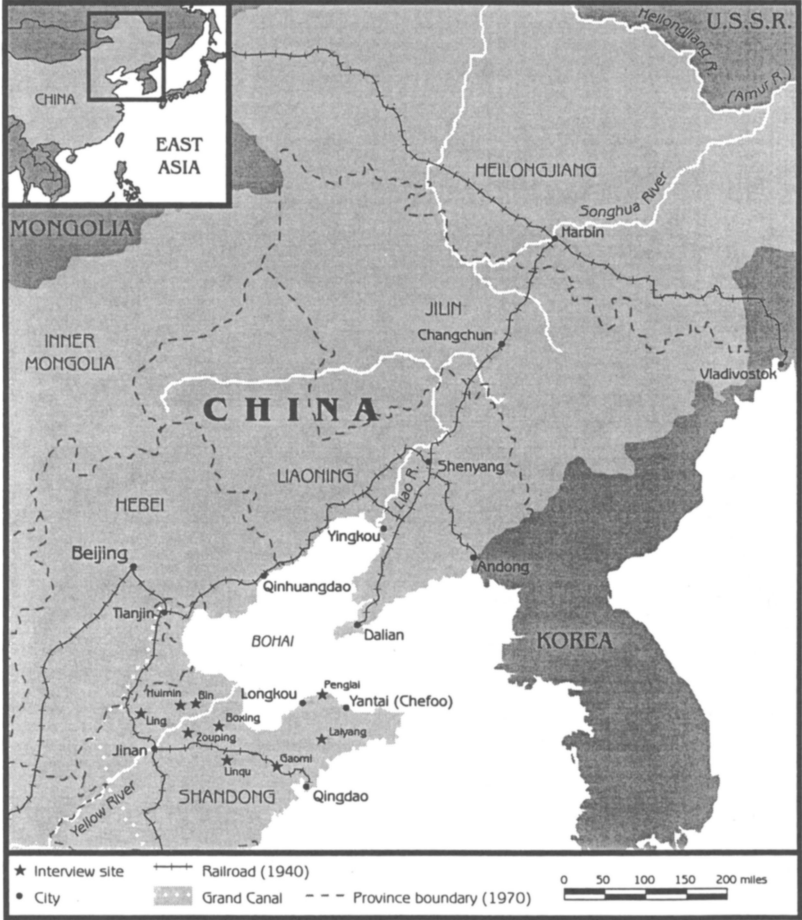 CHINA
EAST
ASIA
U.S.S.R.
Heilongjiang R.
(Amur R.)
HEILONGJIANG
Songhua River
Harbin
MONGOLIA
JILIN
Changchun
INNER
MONGOLIA
Vladivostok
CHINA
LIAONING
Shenyang
Liao R.
HEBEI
Yingkou
Beijing
Andong
Qinhuangdao
Tianjin
Dalian
BOHAI
KOREA
Huimin
Bin
Longkou
Penglai
Yantai (Chefoo)
Ling
Boxing
Zouping
Laiyang
Jinan
Linqu
Gaomi
Yellow River
SHANDONG
Qingdao
Interview site
Railroad (1940)
City
Grand Canal
Province boundary (1970)
0 50 100 150 200 miles